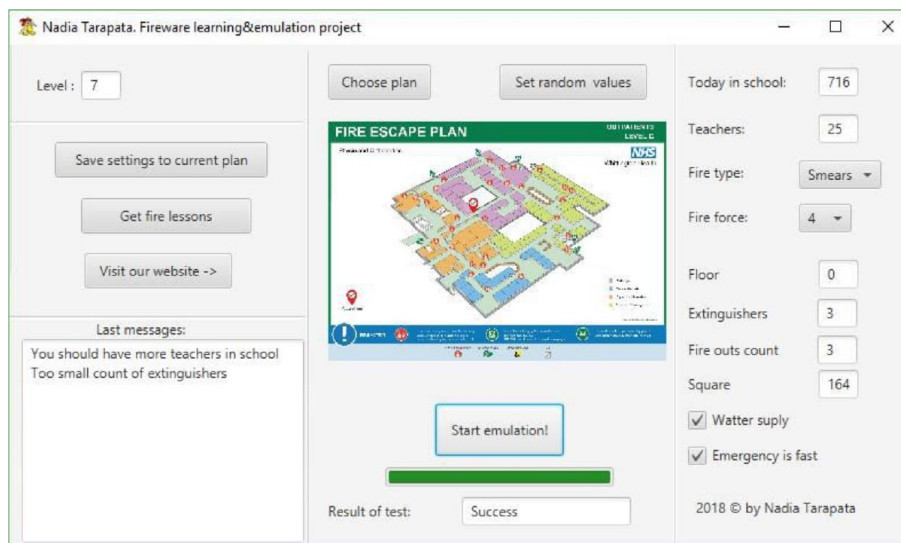 Nadia Tarapata. Fireware learning&emulation project
Level : 7
Save settings to current plan
Get fire lessons
Visit our website ->
Last messages:
You should have more teachers in school
Too small count of extinguishers
Choose plan
Set random values
FIRE ESCAPE PLAN
OUTPATIENTS
NHS
Start emulation!
Result of test: Success
Today in school: 716
Teachers: 25
Fire type: Smears
Fire force: 4
Floor 0
Extinguishers 3
Fire outs count 3
Square 164
Watter suply
Emergency is fast
2018 © by Nadia Tarapata